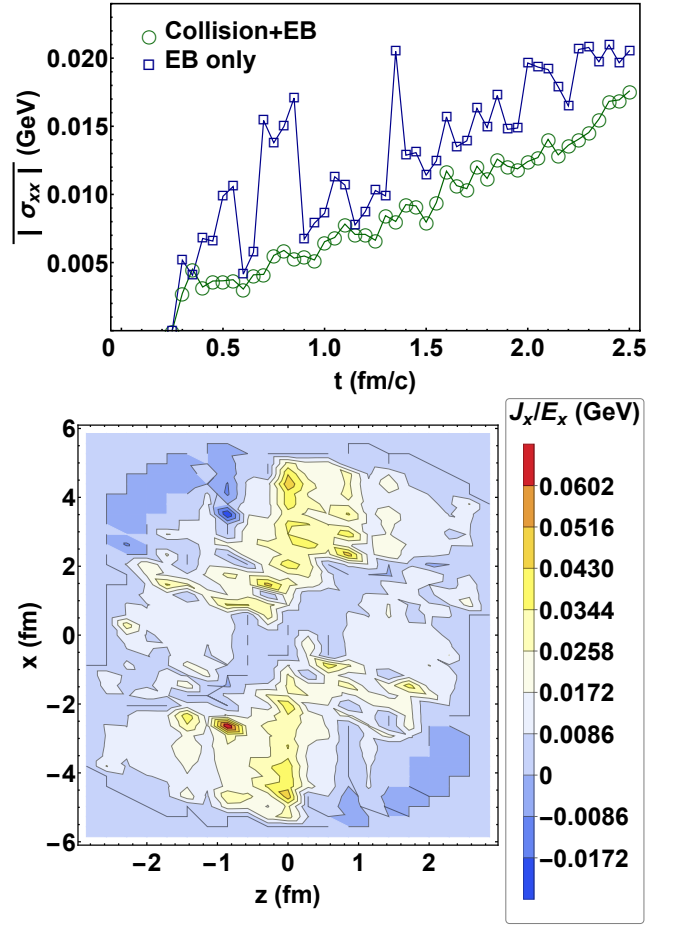 Collision+EB
EB only
| σxx | (GeV)
0.020
0.015
0.010
0.005
0 0.5 1.0 1.5 2.0 2.5
t (fm/c)
Jx/Ex (GeV)
0.0602
0.0516
0.0430
0.0344
0.0258
0.0172
0.0086
0
−0.0086
−0.0172
x (fm)
6
4
2
0
−2
−4
−6
−2 −1 0 1 2
z (fm)